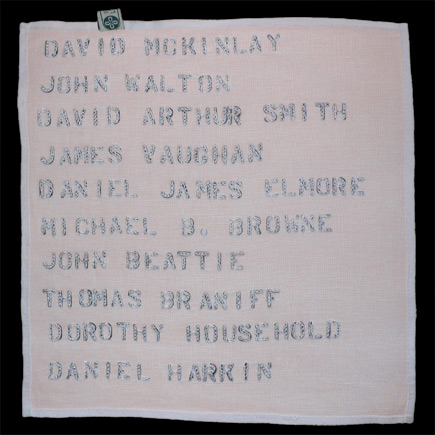 DAVID MCKINLAY
JOHN WALTON
DAVID ARTHUR SMITH
JAMES VAUGHAN
DANIEL JAMES ELMORE
MICHAEL B. BROWNE
JOHN BEATTIE
THOMAS BRANIFF
DOROTHY HOUSEHOLD
DANIEL HARKIN